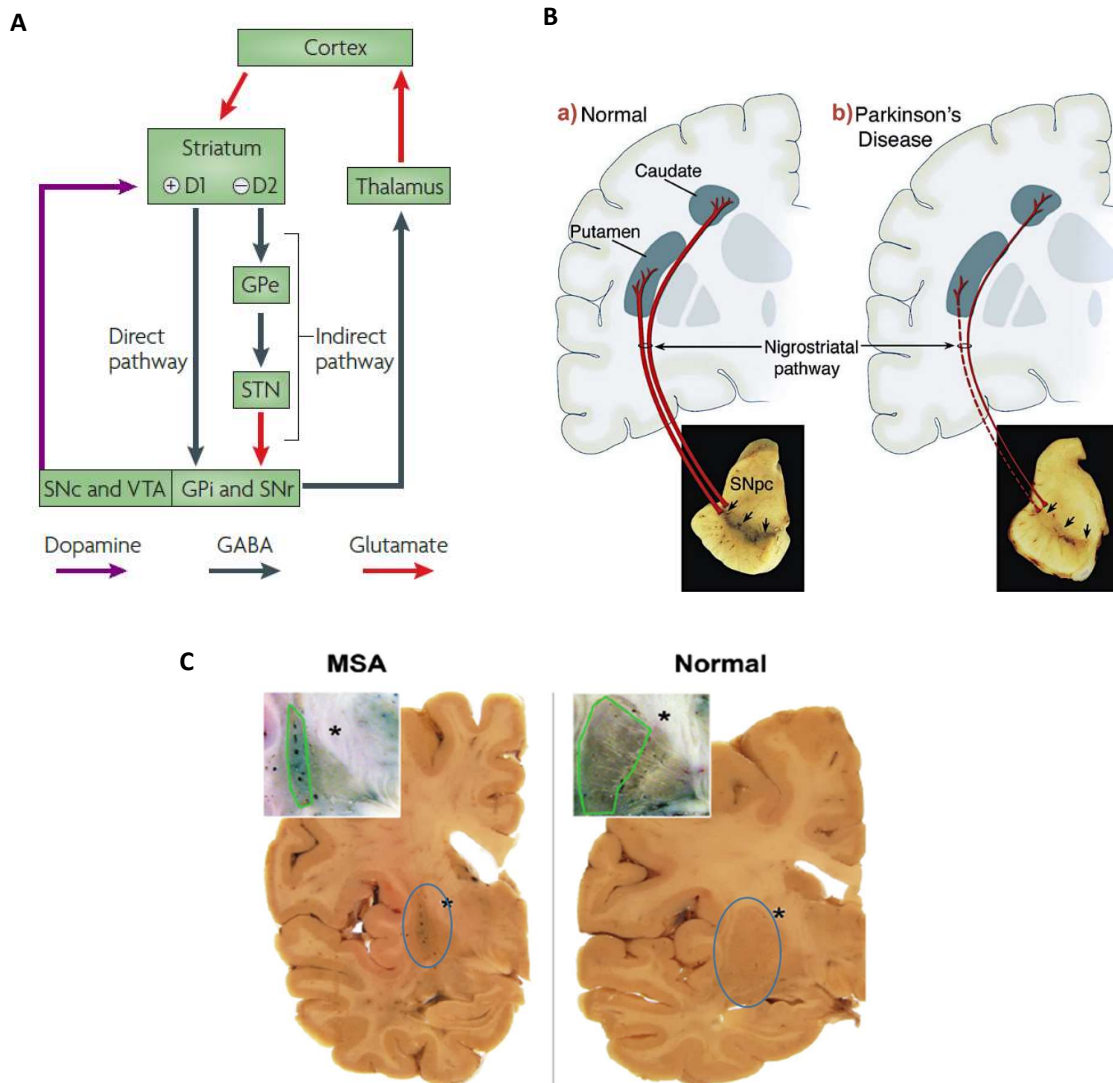 A
Cortex
Striatum
+ D1 − D2
Thalamus
GPe
Direct
pathway
Indirect
pathway
STN
SNc and VTA GPi and SNr
Dopamine GABA Glutamate
B
a) Normal
b) Parkinson's
Disease
Caudate
Putamen
Nigrostriatal
pathway
SNpc
C
MSA Normal
*
*
*
*